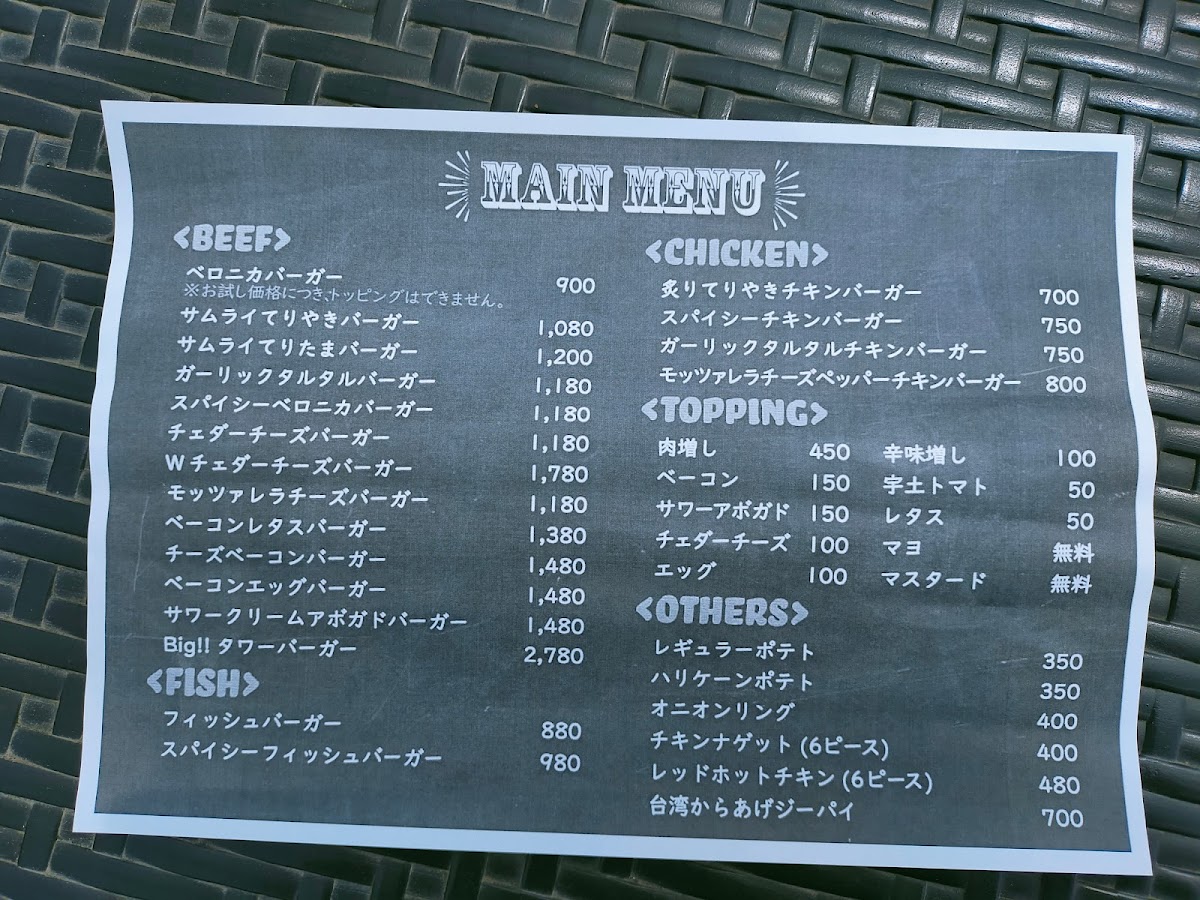 MAIN MENU
<BEEF>
ベロニカバーガー 900
※お試し価格につきトッピングはできません。
サムライてりやきバーガー 1,080
サムライてりたまバーガー 1,200
ガーリックタルタルバーガー 1,180
スパイシーベロニカバーガー 1,180
チェダーチーズバーガー 1,180
Wチェダーチーズバーガー 1,780
モッツァレラチーズバーガー 1,180
ベーコンレタスバーガー 1,380
チーズベーコンバーガー 1,480
ベーコンエッグバーガー 1,480
サワークリームアボガドバーガー 1,480
Big!! タワーバーガー 2,780
<FISH>
フィッシュバーガー 880
スパイシーフィッシュバーガー 980
<CHICKEN>
炙りてりやきチキンバーガー 700
スパイシーチキンバーガー 750
ガーリックタルタルチキンバーガー 750
モッツァレラチーズペッパーチキンバーガー 800
<TOPPING>
肉増し 450 辛味増し 100
ベーコン 150 宇土トマト 50
サワーアボガド 150 レタス 50
チェダーチーズ 100 マヨ 無料
エッグ 100 マスタード 無料
<OTHERS>
レギュラーポテト 350
ハリケーンポテト 350
オニオンリング 400
チキンナゲット (6ピース) 400
レッドホットチキン (6ピース) 480
台湾からあげジーパイ 700